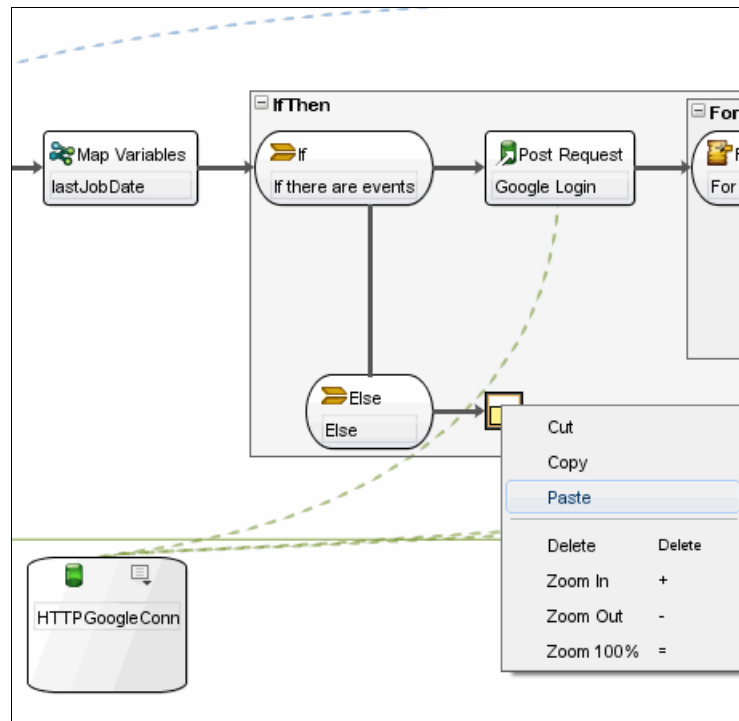 IfThen
For
Map Variables
lastJobDate
If
If there are events
Post Request
Google Login
F
For
Else
Else
Cut
Copy
Paste
Delete Delete
Zoom In +
Zoom Out -
Zoom 100% =
HTTPGoogleConn